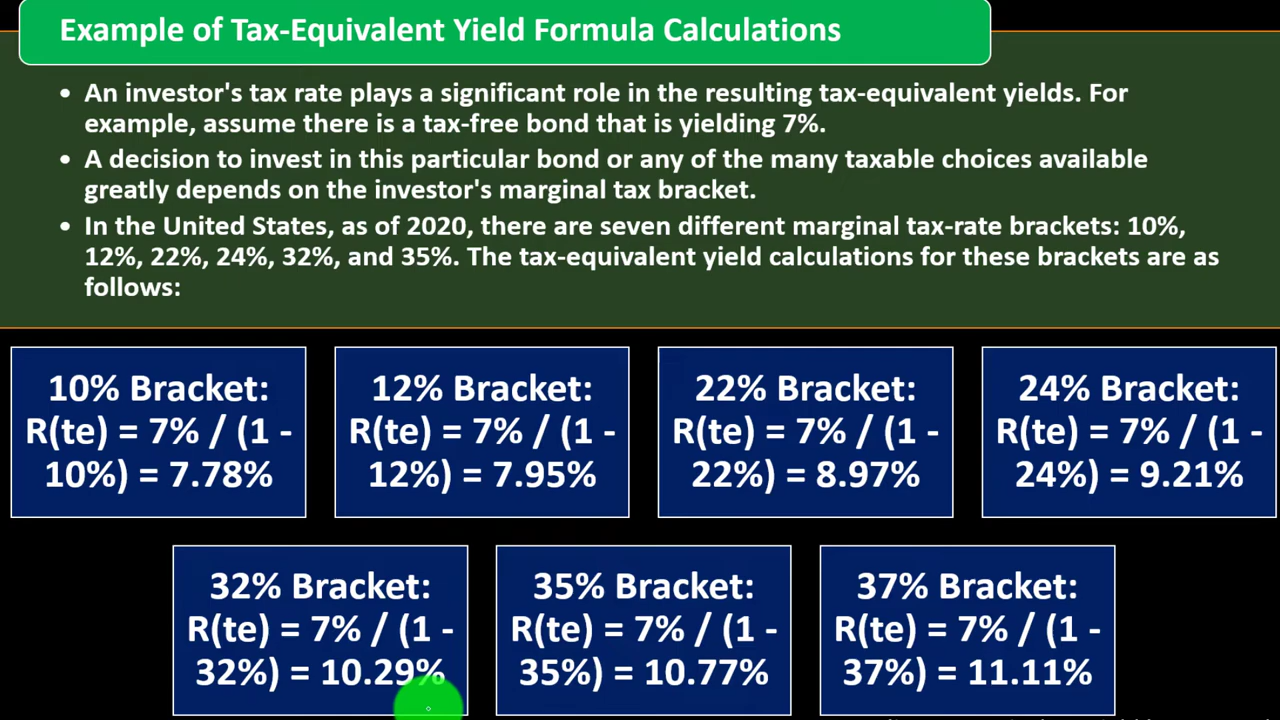 Example of Tax-Equivalent Yield Formula Calculations
• An investor's tax rate plays a significant role in the resulting tax-equivalent yields. For
example, assume there is a tax-free bond that is yielding 7%.
• A decision to invest in this particular bond or any of the many taxable choices available
greatly depends on the investor's marginal tax bracket.
• In the United States, as of 2020, there are seven different marginal tax-rate brackets: 10%,
12%, 22%, 24%, 32%, and 35%. The tax-equivalent yield calculations for these brackets are as
follows:
10% Bracket:
R(te) = 7% / (1 -
10%) = 7.78%
12% Bracket:
R(te) = 7% / (1 -
12%) = 7.95%
22% Bracket:
R(te) = 7% / (1 -
22%) = 8.97%
24% Bracket:
R(te) = 7% / (1 -
24%) = 9.21%
32% Bracket:
R(te) = 7% / (1 -
32%) = 10.29%
35% Bracket:
R(te) = 7% / (1 -
35%) = 10.77%
37% Bracket:
R(te) = 7% / (1 -
37%) = 11.11%